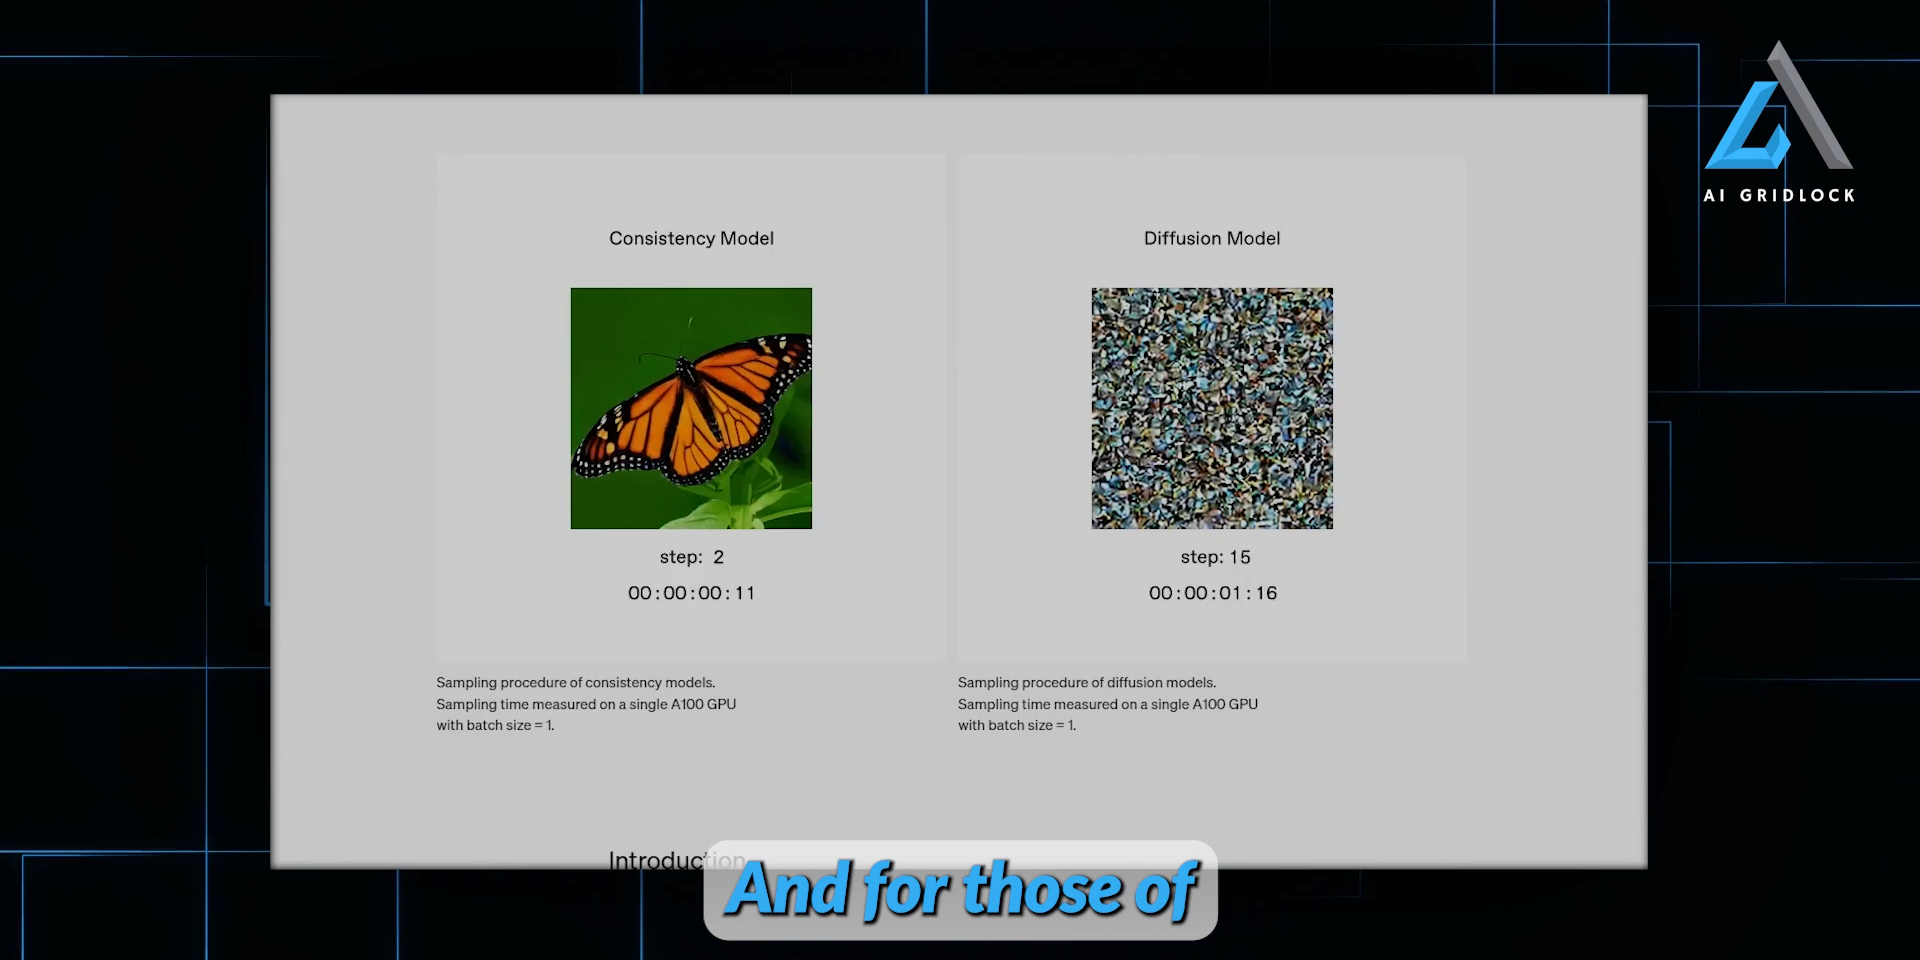 AI GRIDLOCK
Consistency Model
Diffusion Model
step: 2
00:00:00:11
step: 15
00:00:01:16
Sampling procedure of consistency models.
Sampling time measured on a single A100 GPU
with batch size = 1.
Sampling procedure of diffusion models.
Sampling time measured on a single A100 GPU
with batch size = 1.
Introduction
And for those of